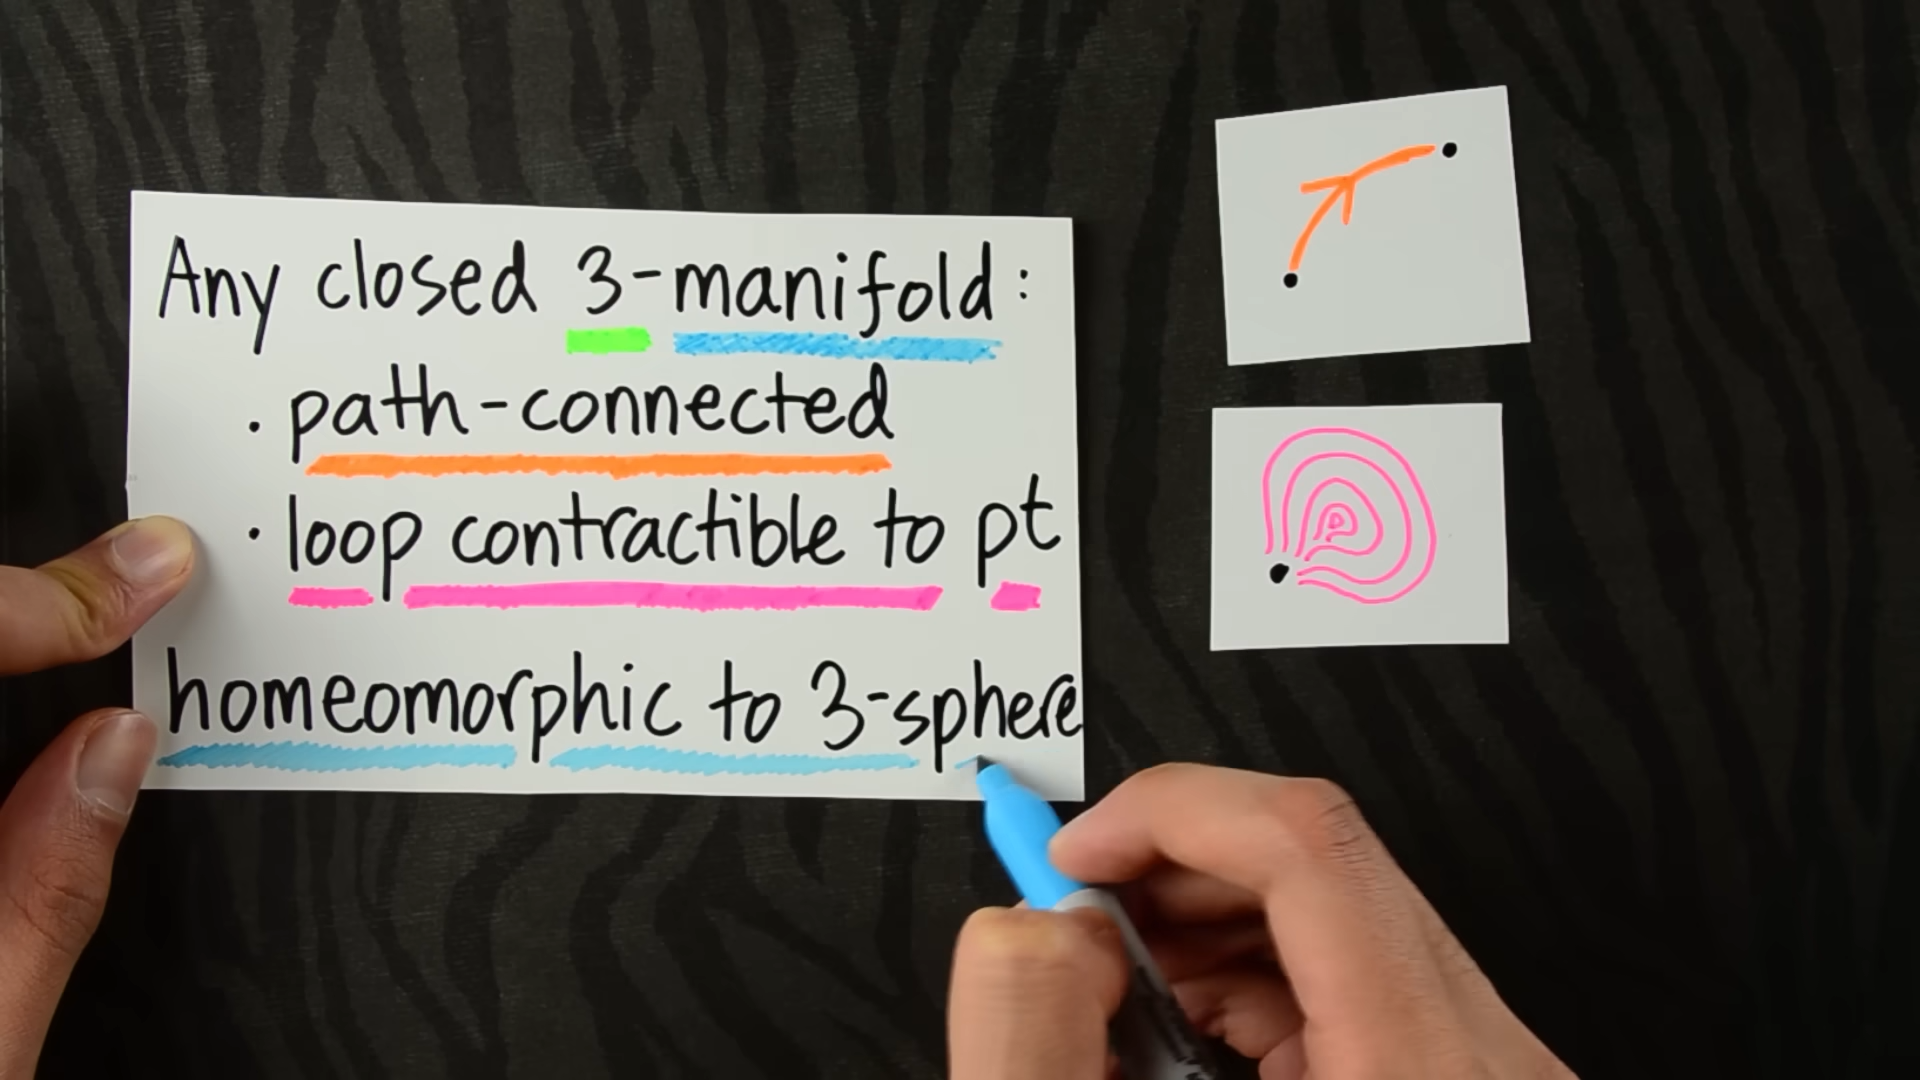 Any closed 3-manifold:
. path-connected
· loop contractible to pt
homeomorphic to 3-sphere